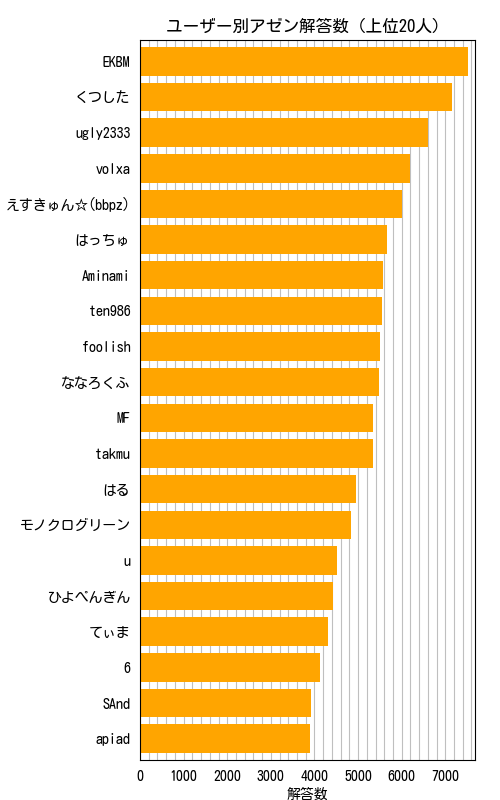 ユーザー別アゼン解答数 (上位20人)
EKBM
くつした
ugly2333
volxa
えすきゅん☆(bbpz)
はっちゅ
Aminami
ten986
foolish
ななろくふ
MF
takmu
はる
モノクログリーン
u
ひよぺんぎん
てぃま
6
SAnd
apiad
0 1000 2000 3000 4000 5000 6000 7000
解答数